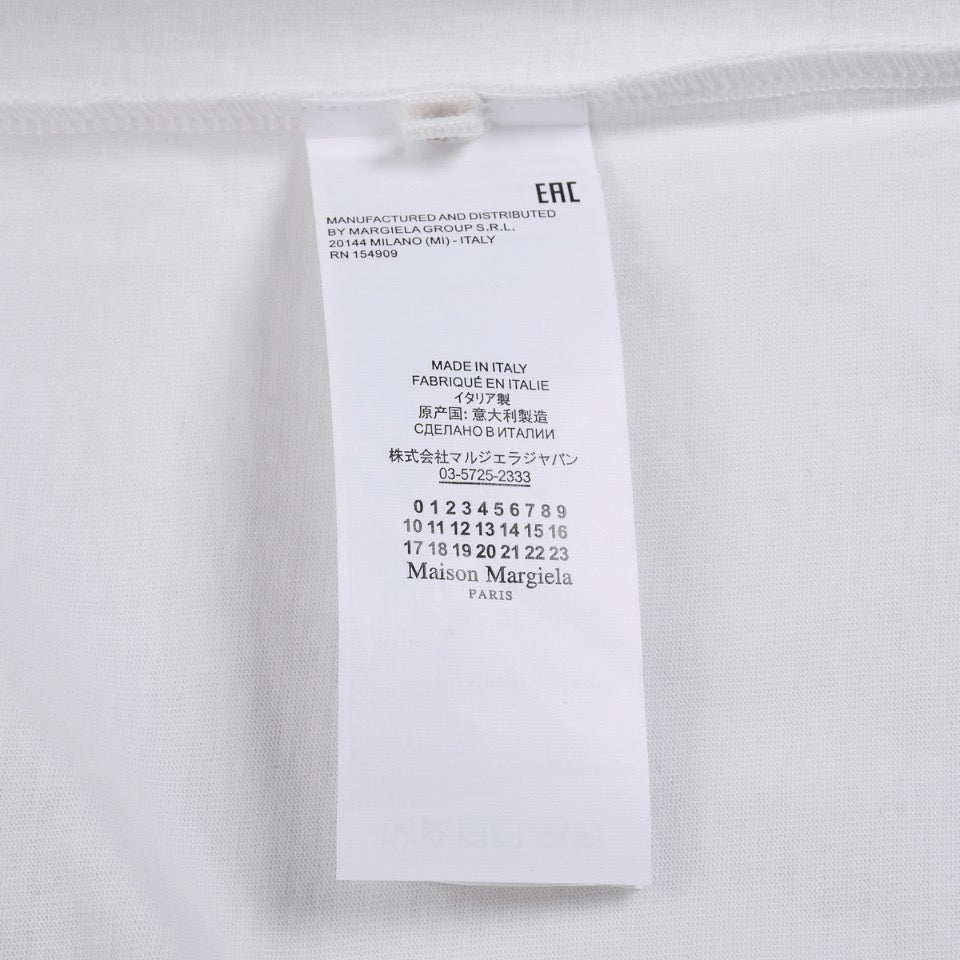 EAC
MANUFACTURED AND DISTRIBUTED
BY MARGIELA GROUP S.R.L.
20144 MILANO (MI) - ITALY
RN 154909
MADE IN ITALY
FABRIQUÉ EN ITALIE
イタリア製
原产国: 意大利製造
СДЕЛАНО В ИТАЛИИ
株式会社マルジェラジャパン
03-5725-2333
0 1 2 3 4 5 6 7 8 9
10 11 12 13 14 15 16
17 18 19 20 21 22 23
Maison Margiela
PARIS